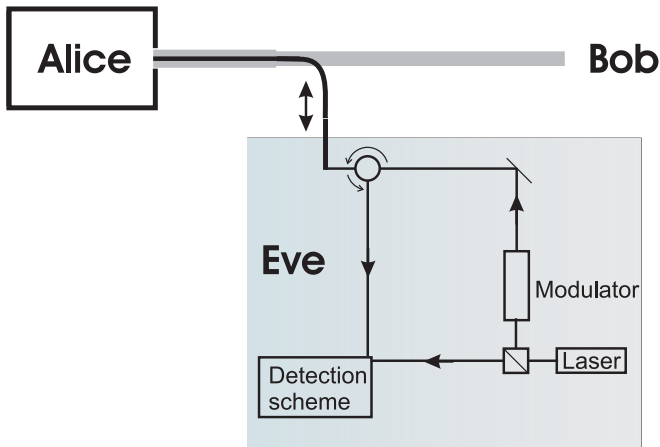 Alice
Bob
Eve
Modulator
Laser
Detection
scheme